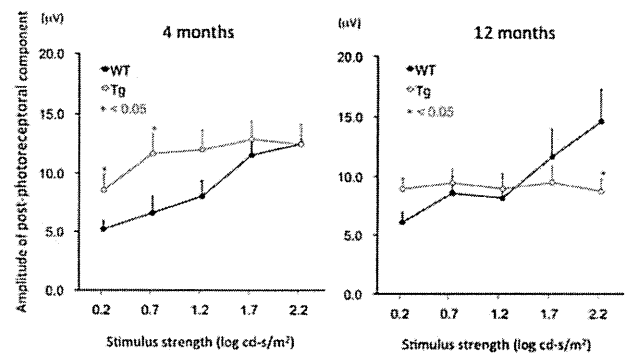 (µV)
4 months
20.0
15.0
10.0
5.0
0.0
WT
Tg
* < 0.05
*
*
0.2 0.7 1.2 1.7 2.2
Stimulus strength (log cd-s/m²)
Amplitude of post-photoreceptoral component
(µV)
12 months
20.0
15.0
10.0
5.0
0.0
WT
Tg
* < 0.05
*
0.2 0.7 1.2 1.7 2.2
Stimulus strength (log cd-s/m²)